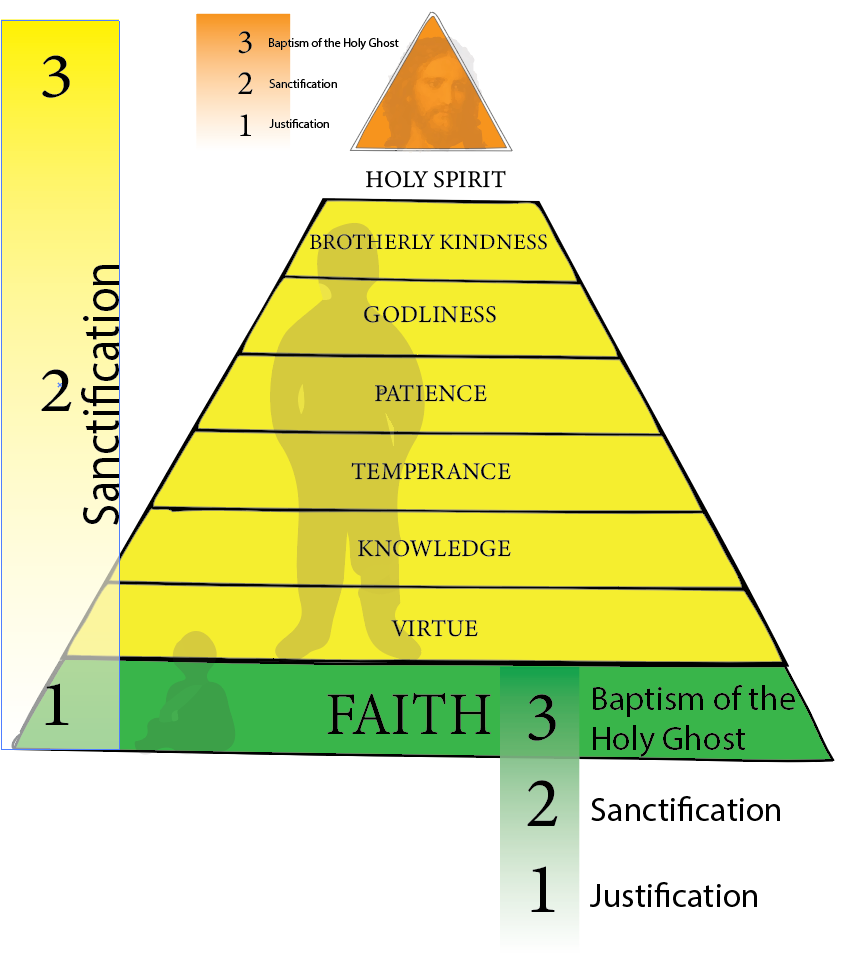 3
3 Baptism of the Holy Ghost
2 Sanctification
1 Justification
HOLY SPIRIT
BROTHERLY KINDNESS
GODLINESS
PATIENCE
2
Sanctification
TEMPERANCE
KNOWLEDGE
VIRTUE
1
FAITH
3 Baptism of the
Holy Ghost
2 Sanctification
1 Justification